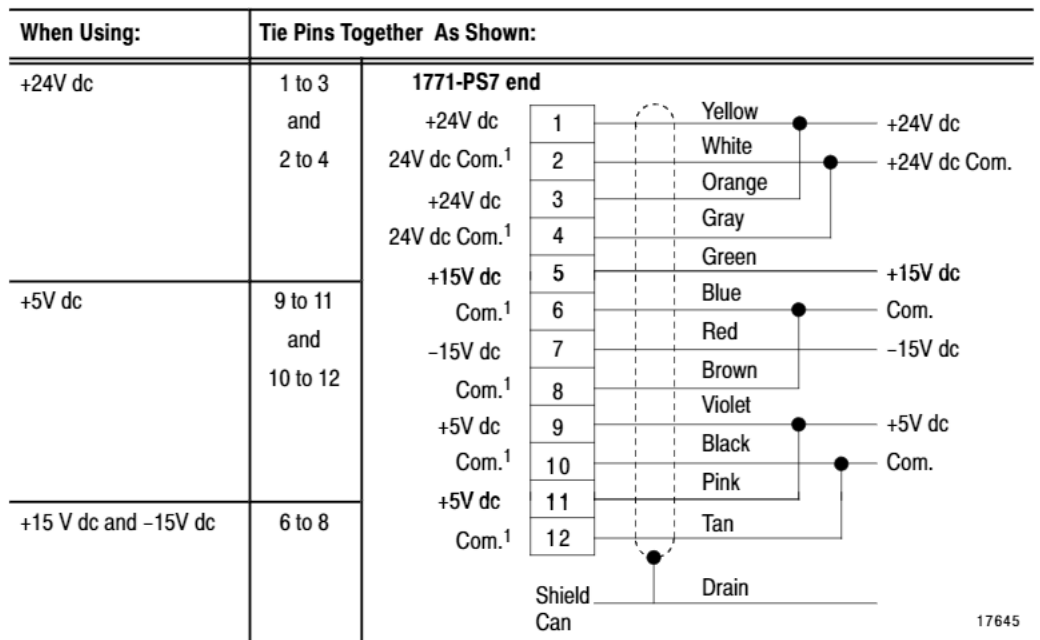 When Using: Tie Pins Together As Shown:
+24V dc 1 to 3 1771-PS7 end
and
2 to 4
+24V dc 1 Yellow +24V dc
24V dc Com.1 2 White +24V dc Com.
+24V dc 3 Orange
24V dc Com.1 4 Gray
+15V dc 5 Green +15V dc
+5V dc 9 to 11
and
10 to 12
Com.1 6 Blue Com.
–15V dc 7 Red –15V dc
Com.1 8 Brown
+5V dc 9 Violet +5V dc
Com.1 10 Black Com.
+5V dc 11 Pink
+15 V dc and –15V dc 6 to 8
Com.1 12 Tan
Shield Drain
Can
17645